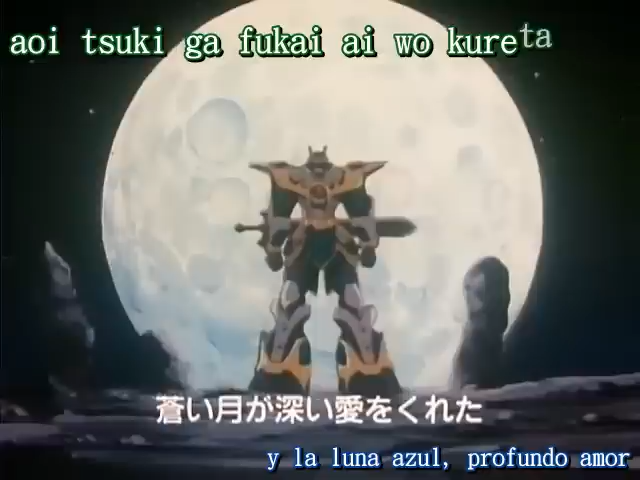 aoi tsuki ga fukai ai wo kureta
蒼い月が深い愛をくれた
y la luna azul, profundo amor